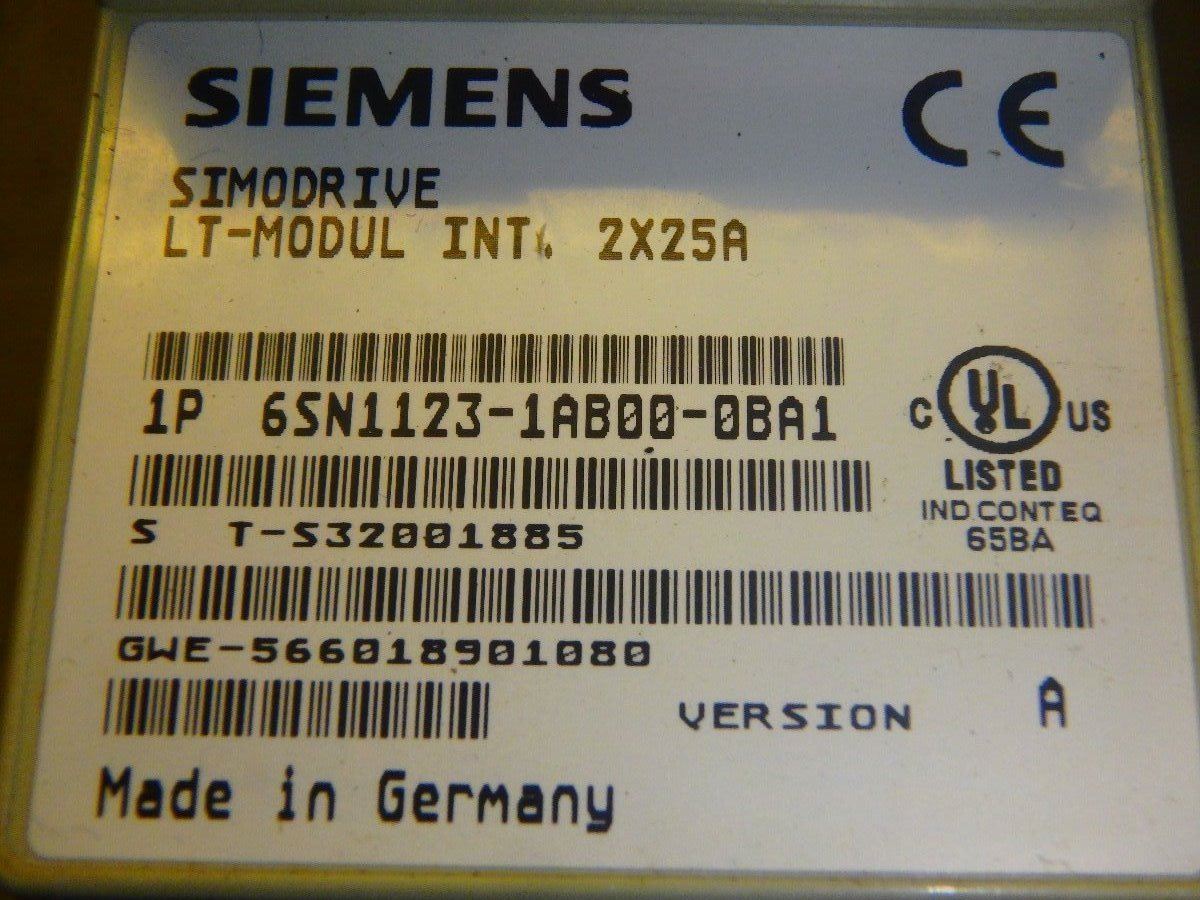 SIEMENS
CE
SIMODRIVE
LT-MODUL INT. 2X25A
1P 6SN1123-1AB00-0BA1
C UL US
LISTED
IND CONT EQ
65BA
S T-S32001885
GWE-566018901080
VERSION A
Made in Germany